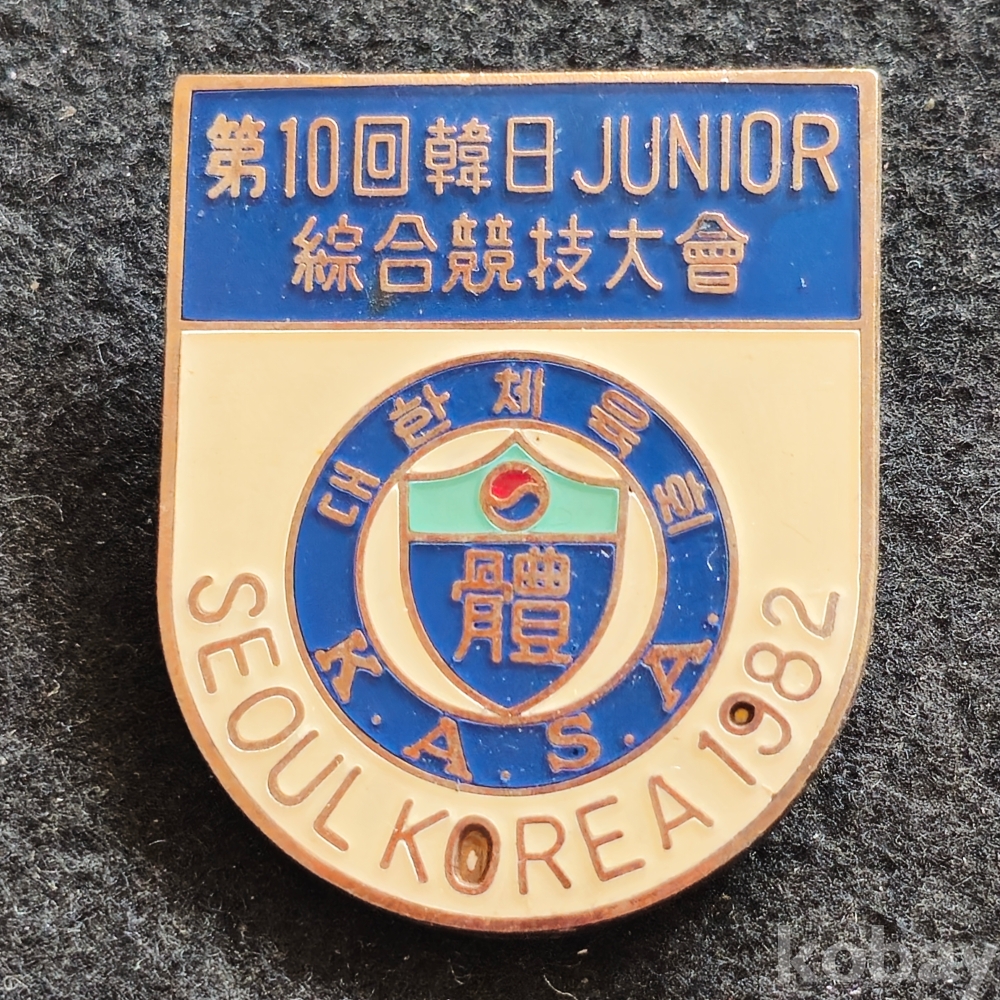 第10回韓日JUNIOR
綜合競技大會
대한체육회
體
K.A.S.A.
SEOUL KOREA 1982
kobay